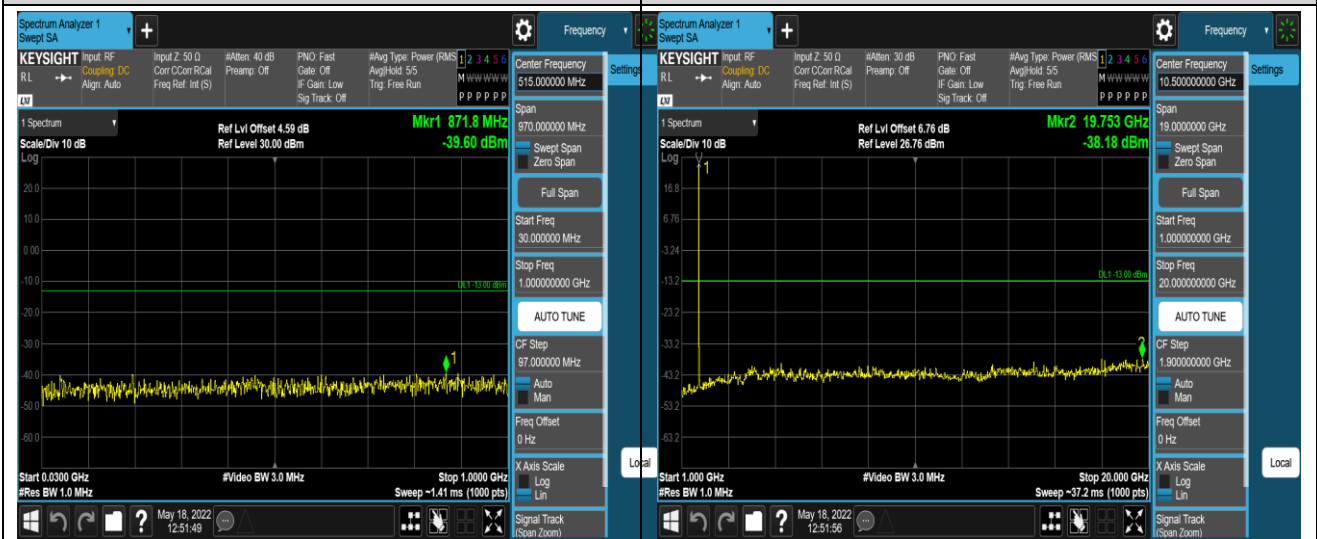 Spectrum Analyzer 1
Swept SA
+
Frequency
KEYSIGHT
RL
LXI
Input: RF
Coupling: DC
Align: Auto
Input Z: 50 Ω
Corr CCorr RCal
Freq Ref: Int (S)
#Atten: 40 dB
Preamp: Off
PNO: Fast
Gate: Off
IF Gain: Low
Sig Track: Off
#Avg Type: Power (RMS
Avg|Hold: 5/5
Trig: Free Run
1 2 3 4 5 6
M W W W W W
P P P P P P
Center Frequency
515.000000 MHz
Settings
Span
970.000000 MHz
Swept Span
Zero Span
Full Span
Start Freq
30.000000 MHz
Stop Freq
1.000000000 GHz
AUTO TUNE
CF Step
97.000000 MHz
Auto
Man
Freq Offset
0 Hz
X Axis Scale
Log
Lin
Signal Track
(Span Zoom)
Local
1 Spectrum
Scale/Div 10 dB
Log
Ref Lvl Offset 4.59 dB
Ref Level 30.00 dBm
Mkr1 871.8 MHz
-39.60 dBm
20.0
10.0
0.00
-10.0
DL1 -13.00 dBm
-20.0
-30.0
1
-40.0
-50.0
-60.0
Start 0.0300 GHz
#Res BW 1.0 MHz
#Video BW 3.0 MHz
Stop 1.0000 GHz
Sweep ~1.41 ms (1000 pts)
?
May 18, 2022
12:51:49
Spectrum Analyzer 1
Swept SA
+
Frequency
KEYSIGHT
RL
LXI
Input: RF
Coupling: DC
Align: Auto
Input Z: 50 Ω
Corr CCorr RCal
Freq Ref: Int (S)
#Atten: 30 dB
Preamp: Off
PNO: Fast
Gate: Off
IF Gain: Low
Sig Track: Off
#Avg Type: Power (RMS
Avg|Hold: 5/5
Trig: Free Run
1 2 3 4 5 6
M W W W W W
P P P P P P
Center Frequency
10.500000000 GHz
Settings
Span
19.0000000 GHz
Swept Span
Zero Span
Full Span
Start Freq
1.000000000 GHz
Stop Freq
20.000000000 GHz
AUTO TUNE
CF Step
1.900000000 GHz
Auto
Man
Freq Offset
0 Hz
X Axis Scale
Log
Lin
Signal Track
(Span Zoom)
Local
1 Spectrum
Scale/Div 10 dB
Log
Ref Lvl Offset 6.76 dB
Ref Level 26.76 dBm
Mkr2 19.753 GHz
-38.18 dBm
1
16.8
6.76
-3.24
DL1 -13.00 dBm
-13.2
-23.2
-33.2
2
-43.2
-53.2
-63.2
Start 1.000 GHz
#Res BW 1.0 MHz
#Video BW 3.0 MHz
Stop 20.000 GHz
Sweep ~37.2 ms (1000 pts)
?
May 18, 2022
12:51:56